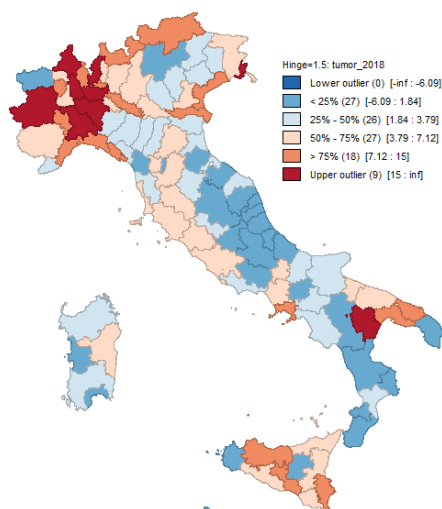 Hinge=1.5: tumor_2018
Lower outlier (0) [-inf : -6.09]
< 25% (27) [-6.09 : 1.84]
25% - 50% (26) [1.84 : 3.79]
50% - 75% (27) [3.79 : 7.12]
> 75% (18) [7.12 : 15]
Upper outlier (9) [15 : inf]